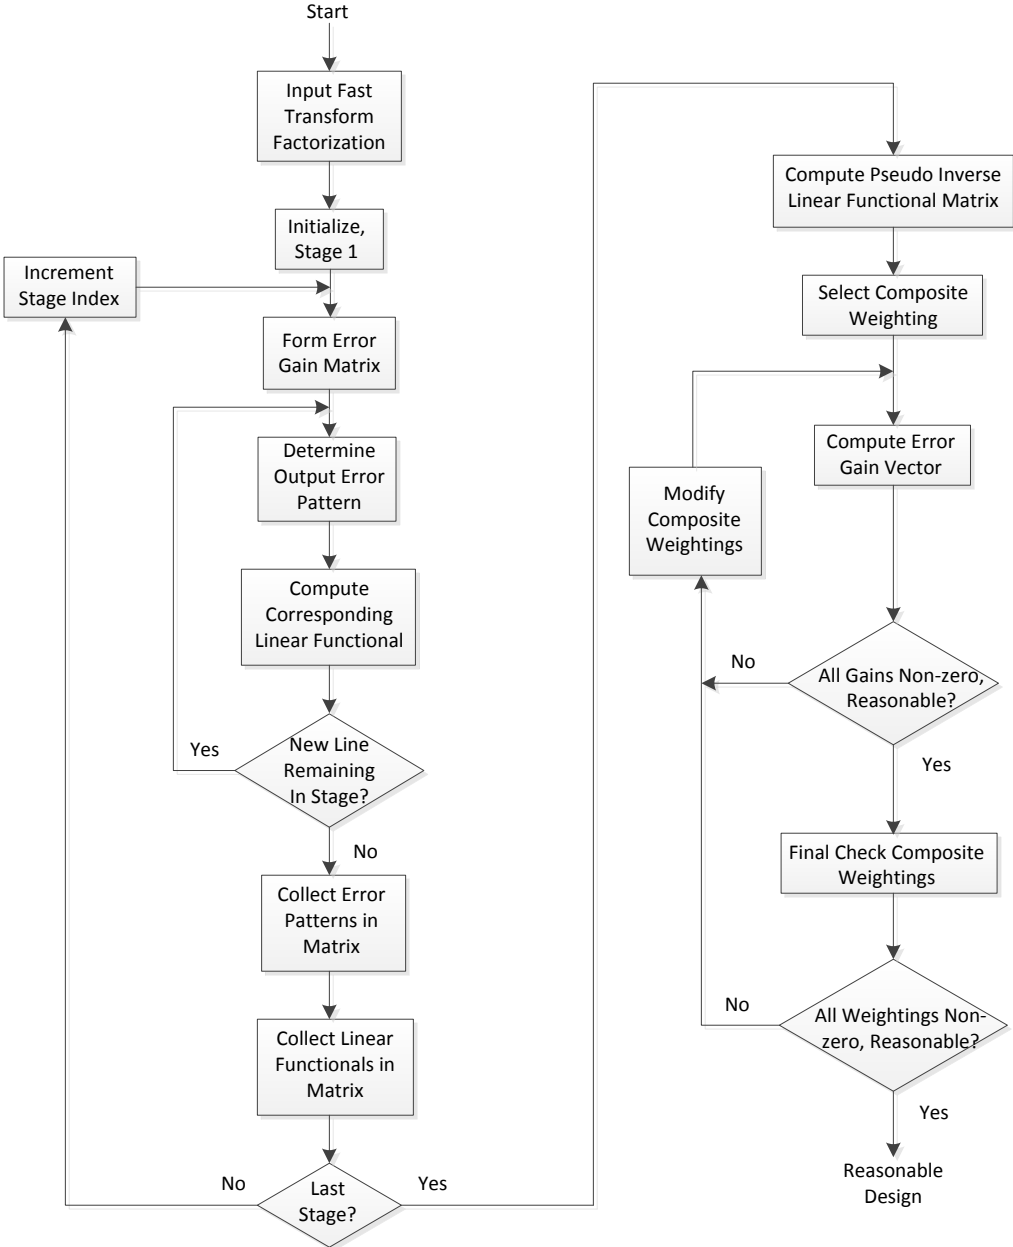 Start
Input Fast
Transform
Factorization
Initialize,
Stage 1
Increment
Stage Index
Form Error
Gain Matrix
Determine
Output Error
Pattern
Compute
Corresponding
Linear Functional
Yes
New Line
Remaining
In Stage?
No
Collect Error
Patterns in
Matrix
Collect Linear
Functionals in
Matrix
No
Last
Stage?
Yes
Compute Pseudo Inverse
Linear Functional Matrix
Select Composite
Weighting
Compute Error
Gain Vector
Modify
Composite
Weightings
No
All Gains Non-zero,
Reasonable?
Yes
Final Check Composite
Weightings
No
All Weightings Non-
zero, Reasonable?
Yes
Reasonable
Design